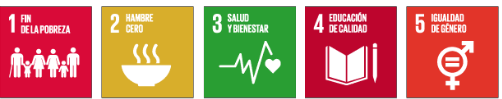 1 FIN
DE LA POBREZA
2 HAMBRE
CERO
3 SALUD
Y BIENESTAR
4 EDUCACIÓN
DE CALIDAD
5 IGUALDAD
DE GÉNERO